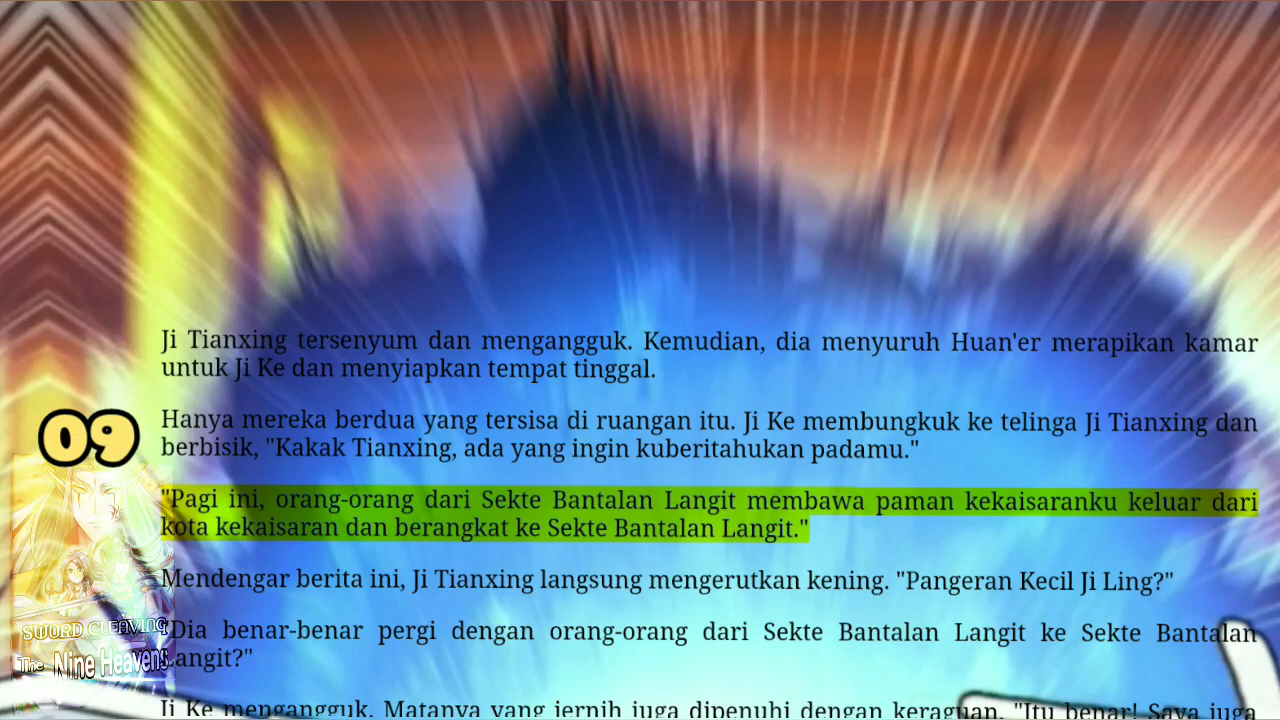 Ji Tianxing tersenyum dan mengangguk. Kemudian, dia menyuruh Huan'er merapikan kamar
untuk Ji Ke dan menyiapkan tempat tinggal.
Hanya mereka berdua yang tersisa di ruangan itu. Ji Ke membungkuk ke telinga Ji Tianxing dan
berbisik, "Kakak Tianxing, ada yang ingin kuberitahukan padamu."
09
"Pagi ini, orang-orang dari Sekte Bantalan Langit membawa paman kekaisaranku keluar dari
kota kekaisaran dan berangkat ke Sekte Bantalan Langit."
Mendengar berita ini, Ji Tianxing langsung mengerutkan kening. "Pangeran Kecil Ji Ling?"
"Dia benar-benar pergi dengan orang-orang dari Sekte Bantalan Langit ke Sekte Bantalan
Langit?"
SWORD CLEAVING
The Nine Heavens
Ji Ke mengangguk. Matanya yang jernih juga dipenuhi dengan keraguan. "Itu benar! Saya juga